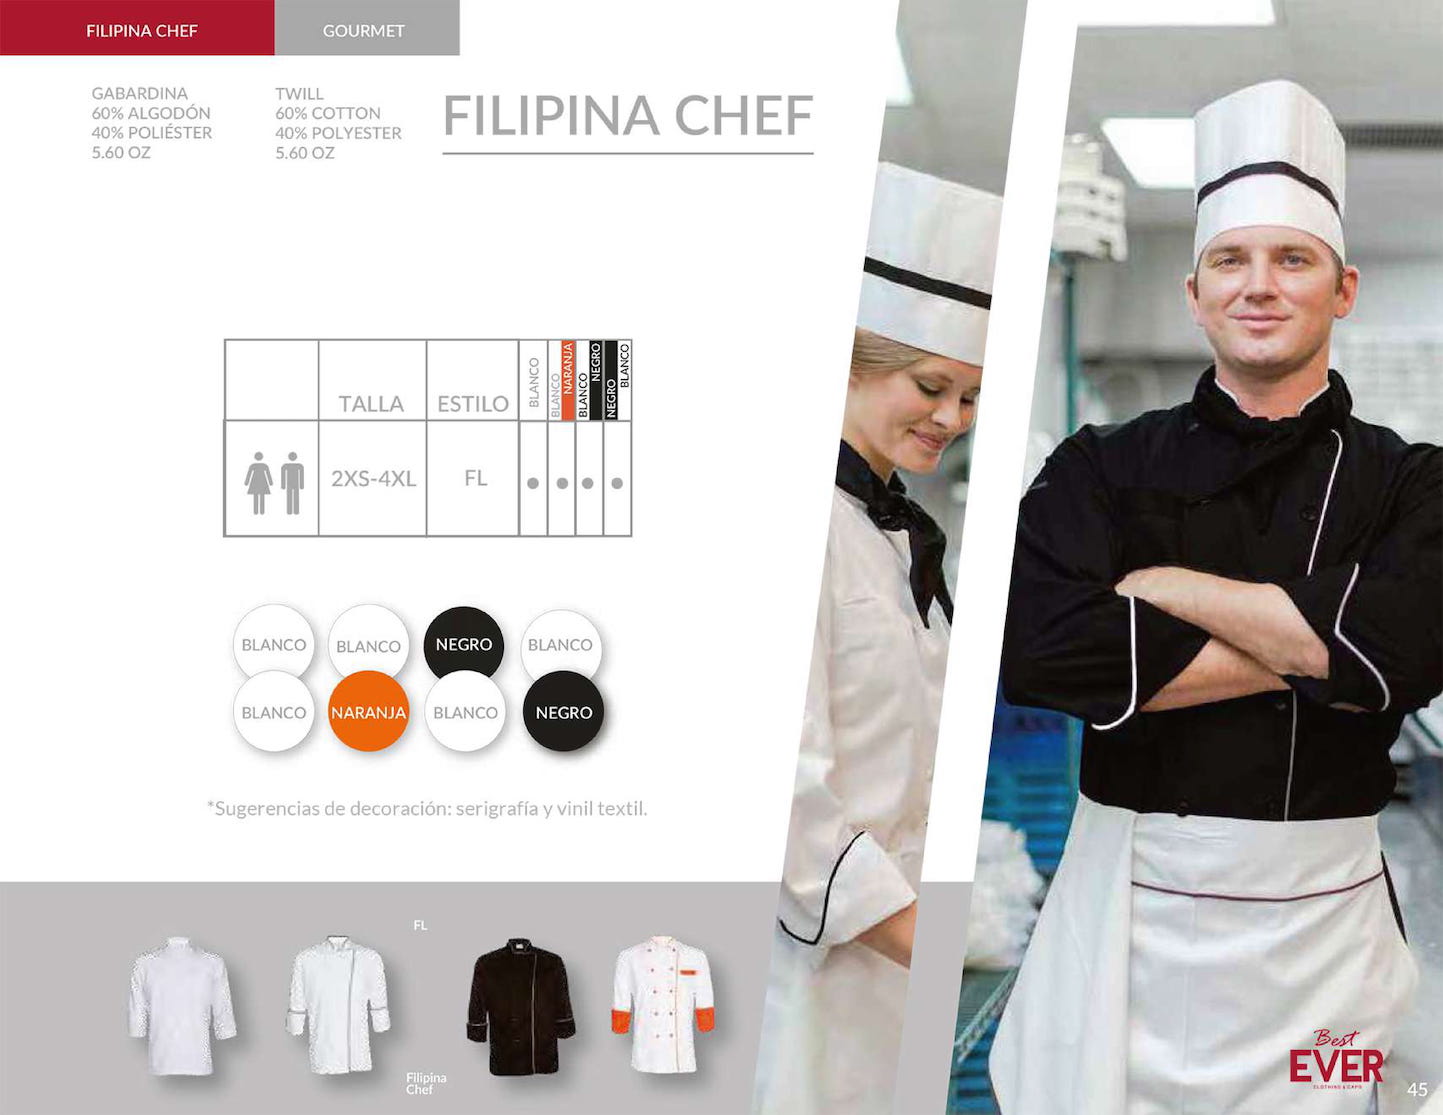 FILIPINA CHEF
GOURMET
GABARDINA
60% ALGODÓN
40% POLIÉSTER
5.60 OZ
TWILL
60% COTTON
40% POLYESTER
5.60 OZ
FILIPINA CHEF
TALLA
ESTILO
BLANCO
BLANCO
NARANJA
BLANCO
NEGRO
NEGRO
BLANCO
2XS-4XL
FL
BLANCO
BLANCO
NEGRO
BLANCO
BLANCO
NARANJA
BLANCO
NEGRO
*Sugerencias de decoración: serigrafía y vinil textil.
FL
Filipina
Chef
Best
EVER
CLOTHING & CAPS
45